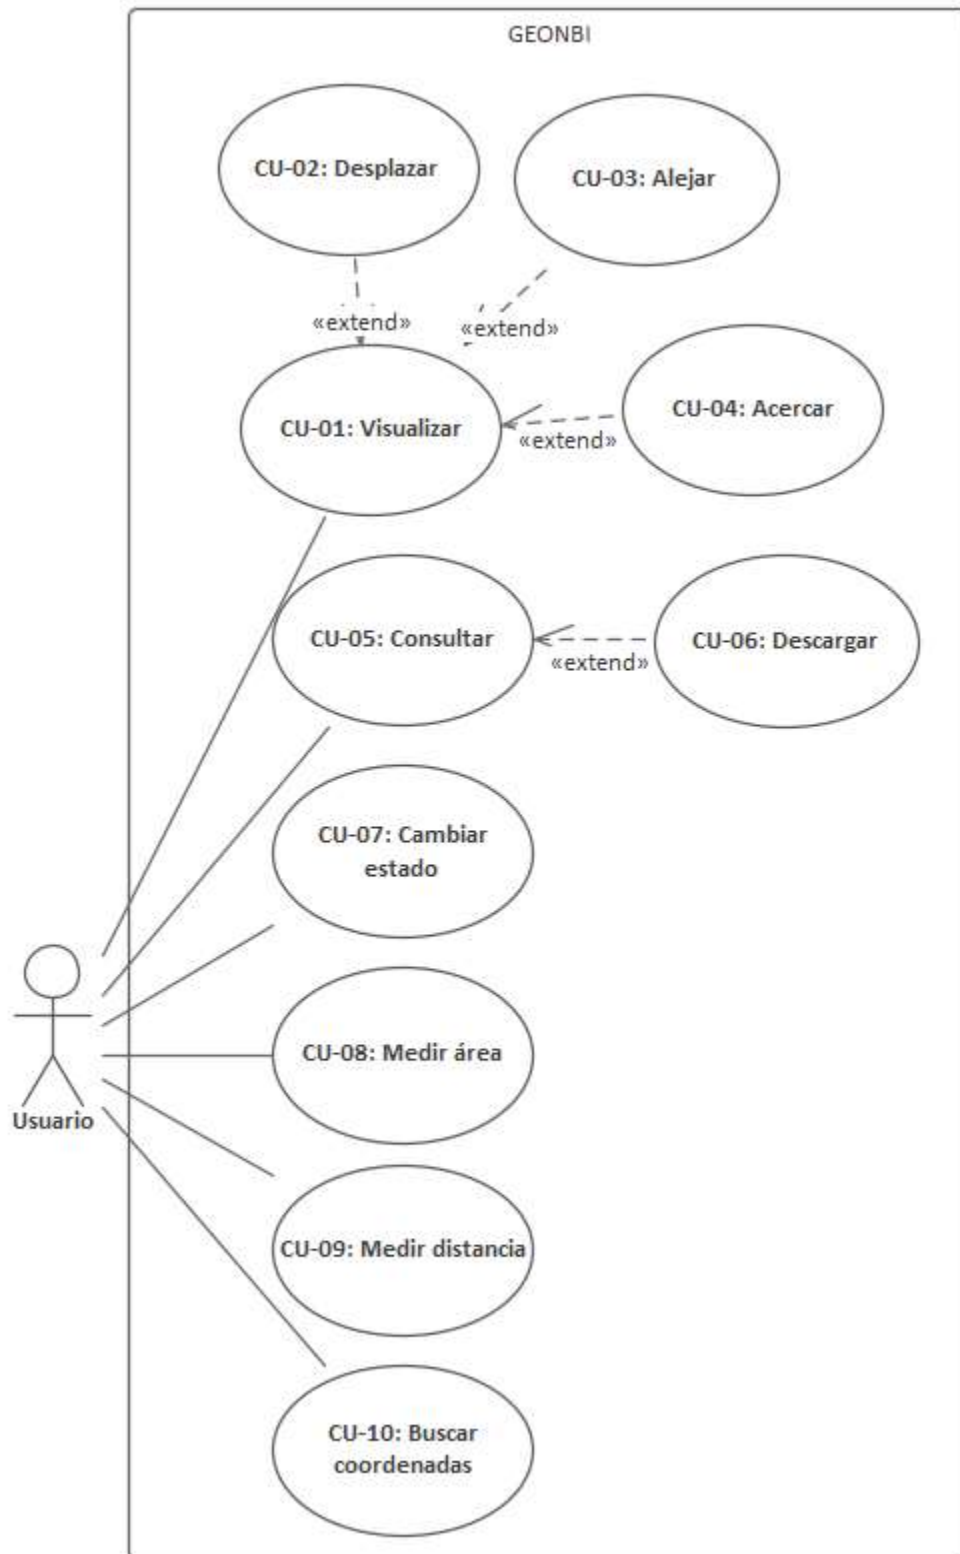 GEONBI
CU-02: Desplazar
CU-03: Alejar
«extend»
«extend»
CU-04: Acercar
CU-01: Visualizar
«extend»
CU-05: Consultar
CU-06: Descargar
«extend»
CU-07: Cambiar
estado
CU-08: Medir área
Usuario
CU-09: Medir distancia
CU-10: Buscar
coordenadas